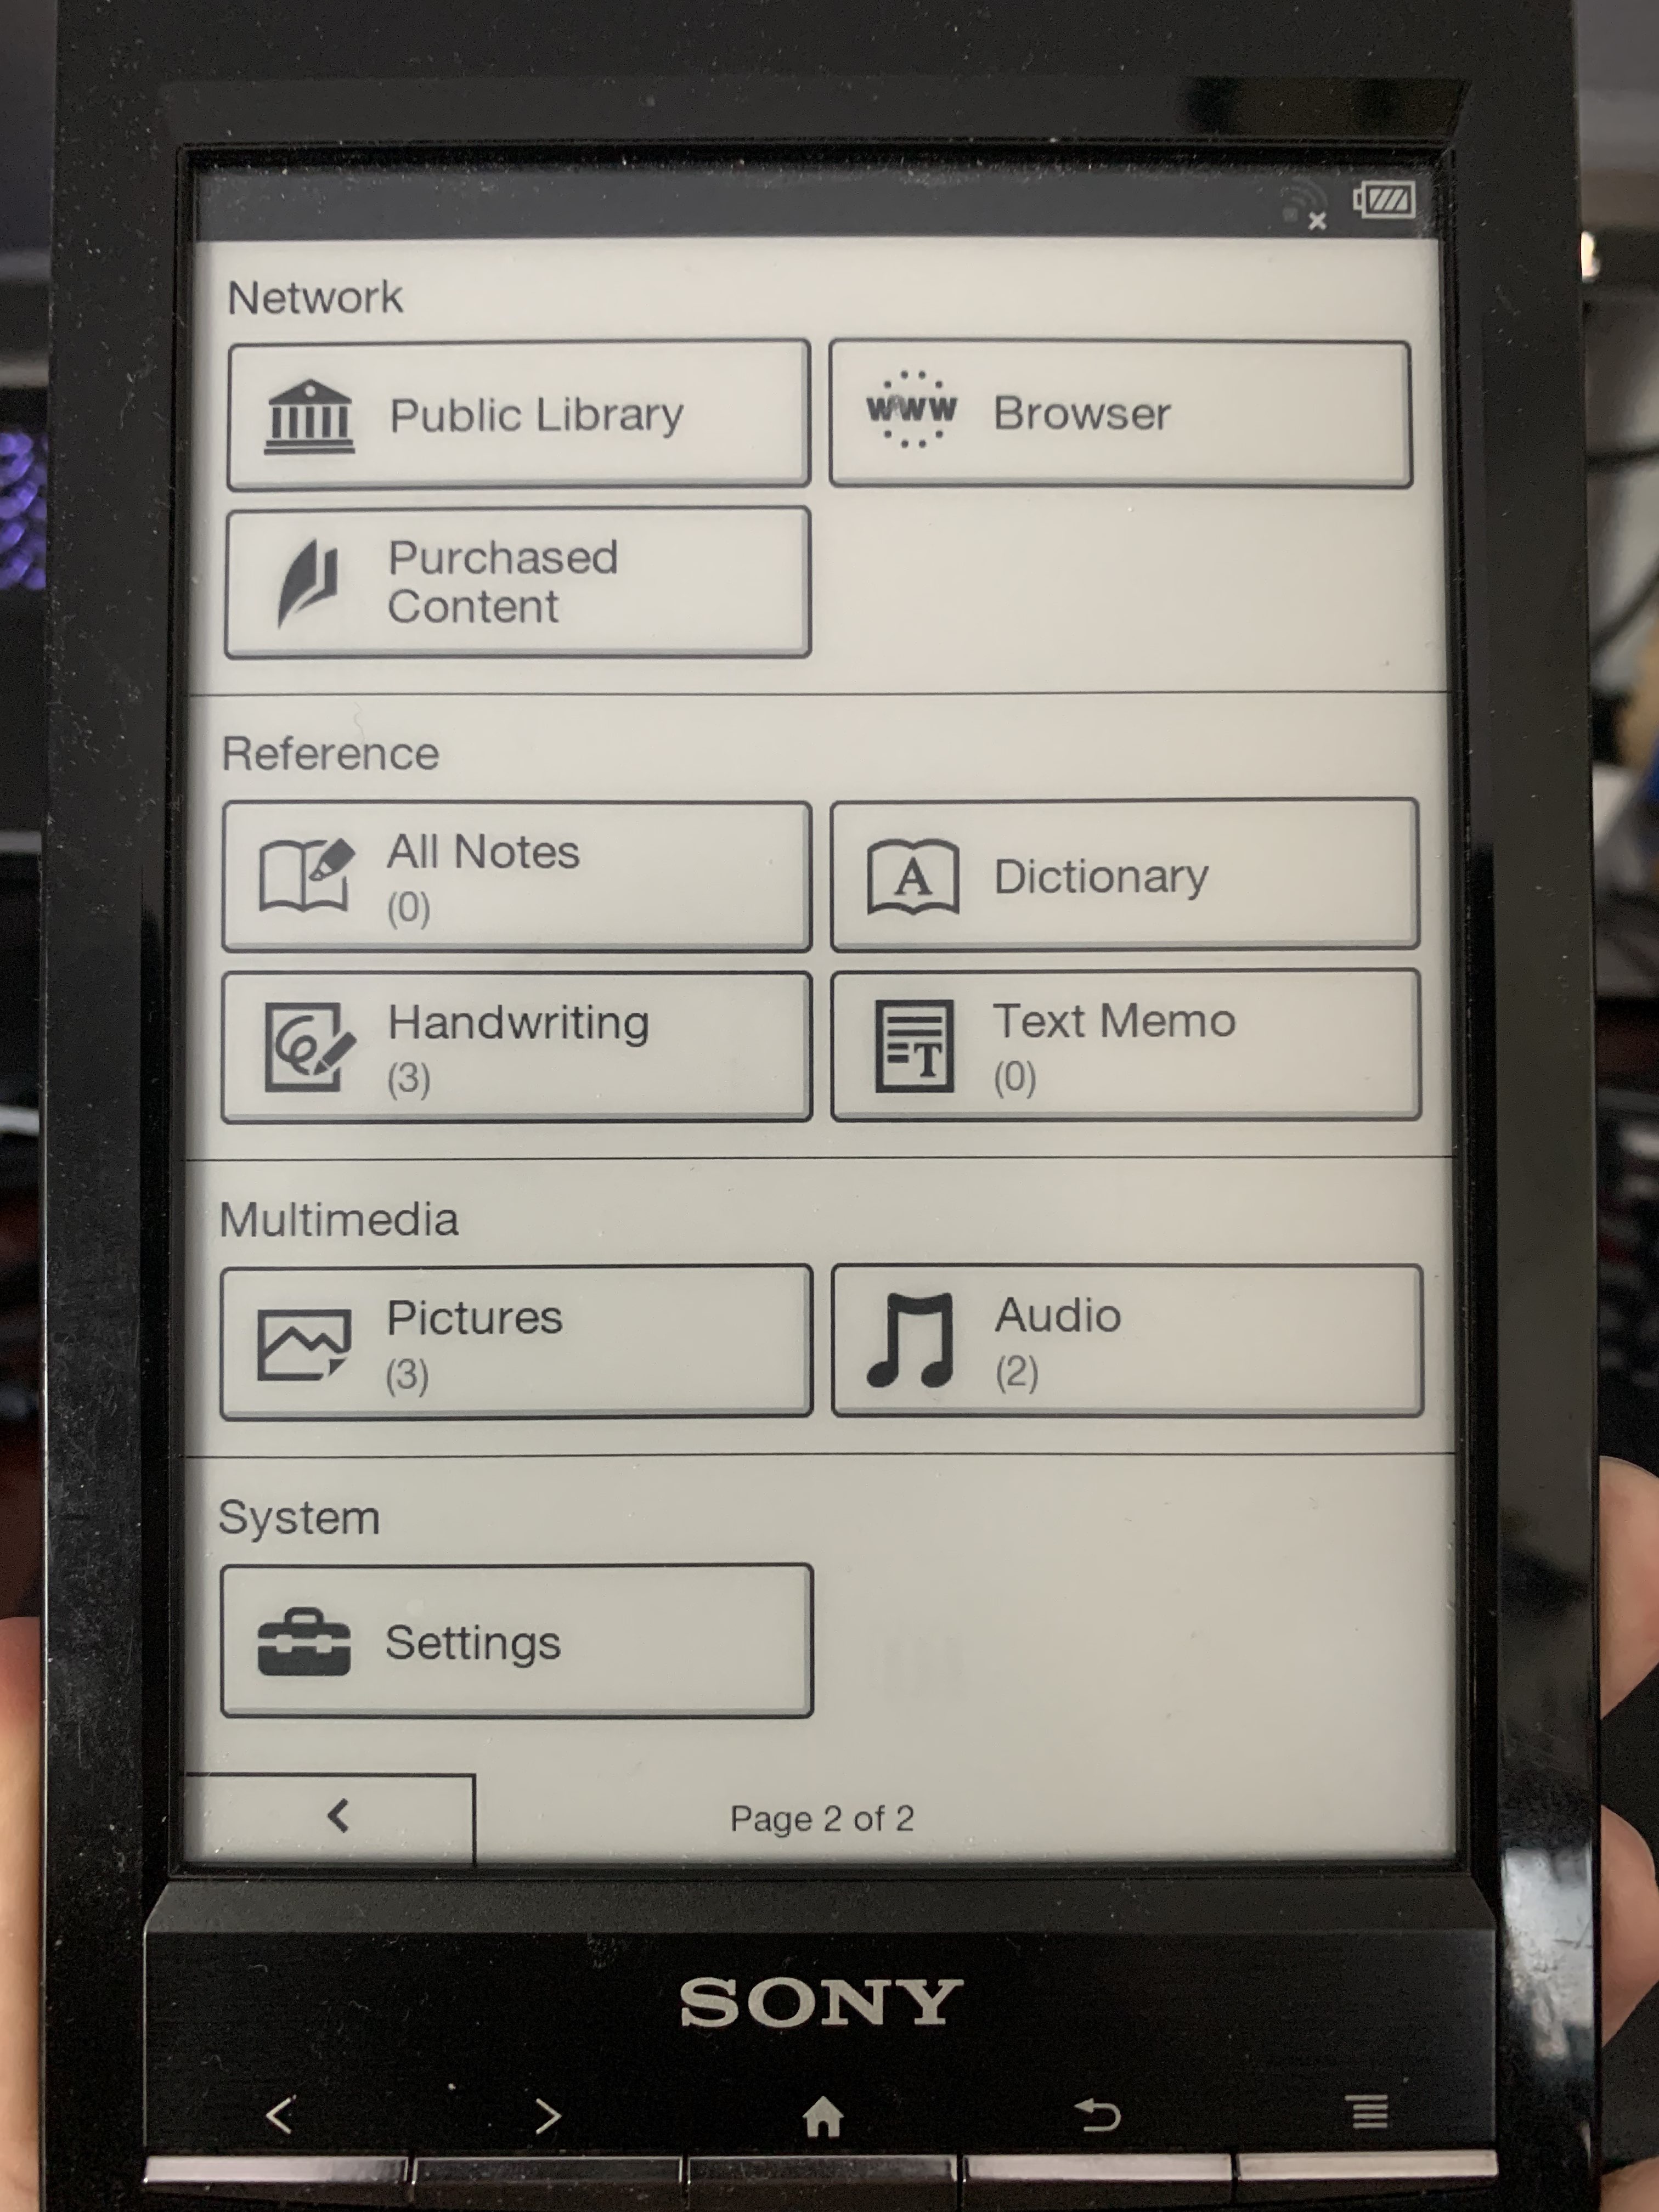 Network
Public Library
www Browser
Purchased
Content
Reference
All Notes
(0)
A Dictionary
Handwriting
(3)
T Text Memo
(0)
Multimedia
Pictures
(3)
Audio
(2)
System
Settings
Page 2 of 2
SONY